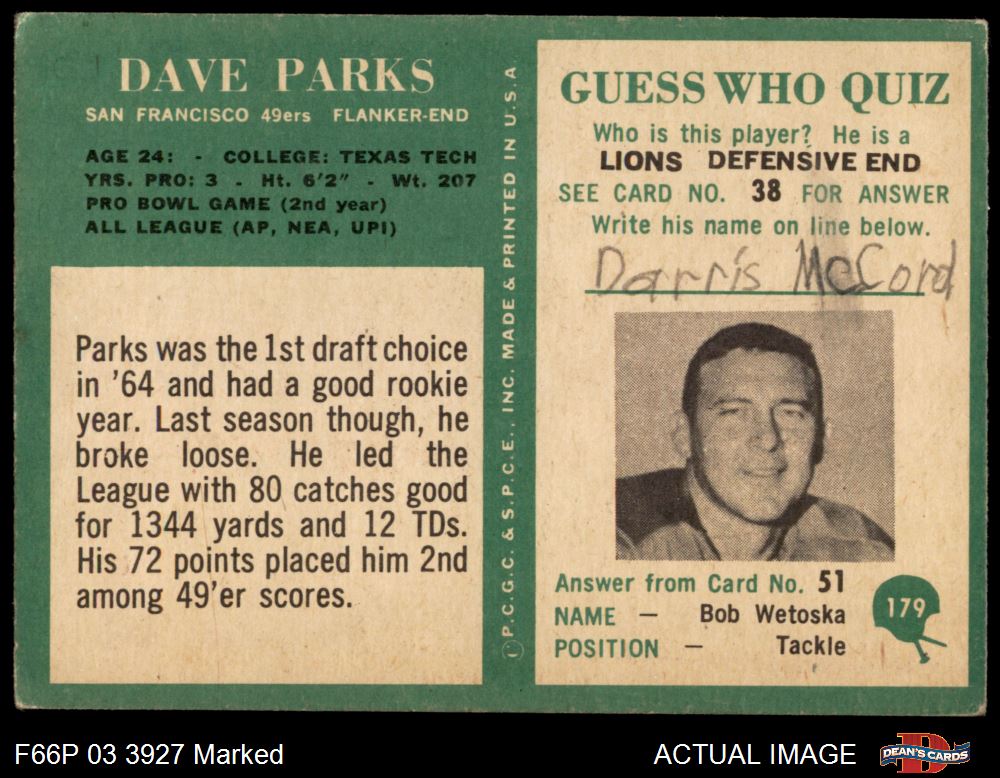 DAVE PARKS
SAN FRANCISCO 49ers FLANKER-END
AGE 24: - COLLEGE: TEXAS TECH
YRS. PRO: 3 - Ht. 6'2" - Wt. 207
PRO BOWL GAME (2nd year)
ALL LEAGUE (AP, NEA, UPI)
Parks was the 1st draft choice
in '64 and had a good rookie
year. Last season though, he
broke loose. He led the
League with 80 catches good
for 1344 yards and 12 TDs.
His 72 points placed him 2nd
among 49'er scores.
©P.C.G.C. & S.P.C.E., INC. MADE & PRINTED IN U.S.A
GUESS WHO QUIZ
Who is this player? He is a
LIONS DEFENSIVE END
SEE CARD NO. 38 FOR ANSWER
Write his name on line below.
Darris McCord
Answer from Card No. 51
NAME — Bob Wetoska
POSITION — Tackle
179
F66P 03 3927 Marked
ACTUAL IMAGE
DEAN'S CARDS